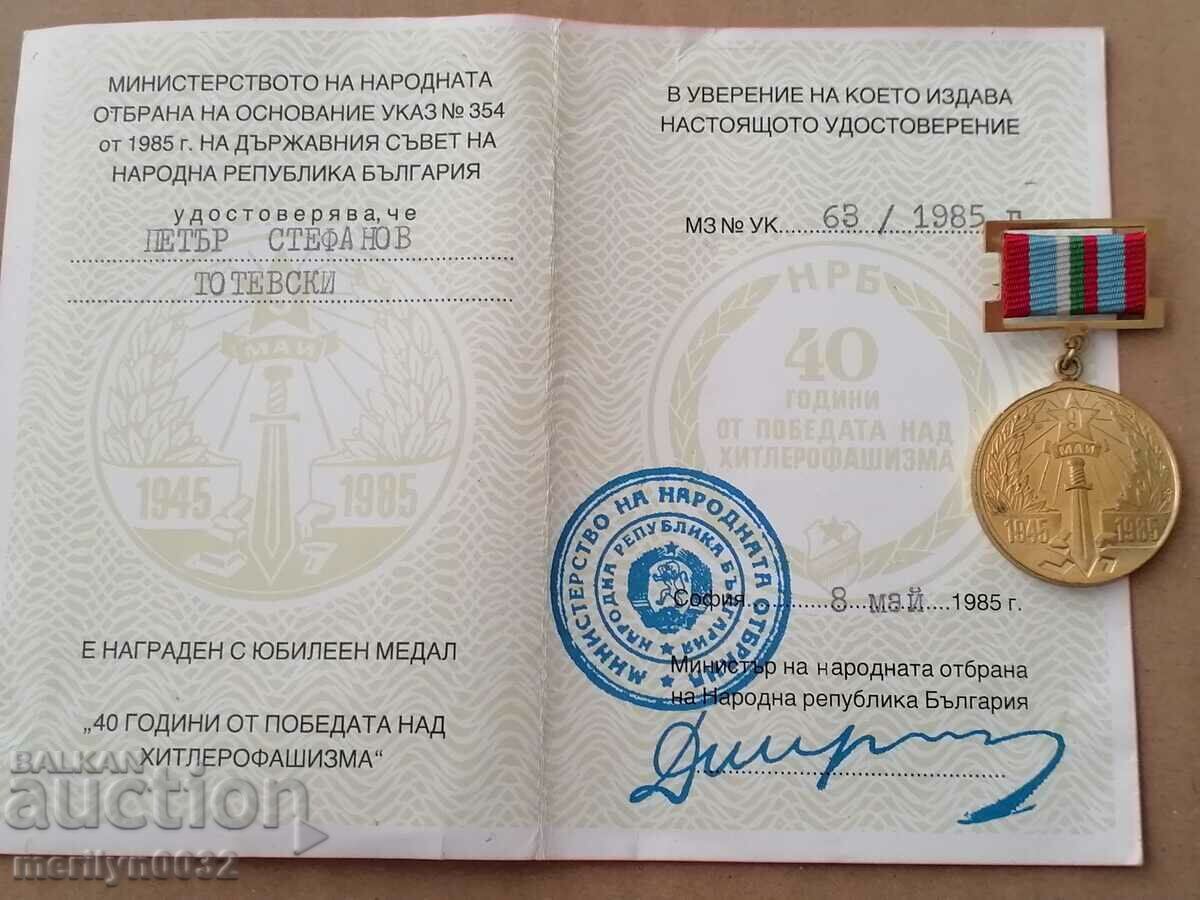 МИНИСТЕРСТВОТО НА НАРОДНАТА
ОТБРАНА НА ОСНОВАНИЕ УКАЗ № 354
от 1985 г. НА ДЪРЖАВНИЯ СЪВЕТ НА
НАРОДНА РЕПУБЛИКА БЪЛГАРИЯ
удостоверява, че
ПЕТЪР СТЕФАНОВ
ТОТЕВСКИ
МАЙ
1945 1985
Е НАГРАДЕН С ЮБИЛЕЕН МЕДАЛ
„40 ГОДИНИ ОТ ПОБЕДАТА НАД
ХИТЛЕРОФАШИЗМА“
В УВЕРЕНИЕ НА КОЕТО ИЗДАВА
НАСТОЯЩОТО УДОСТОВЕРЕНИЕ
МЗ № УК. 63 / 1985 г.
НРБ
40
ГОДИНИ
ОТ ПОБЕДАТА НАД
ХИТЛЕРОФАШИЗМА
МИНИСТЕРСТВО НА НАРОДНАТА ОТБРАНА
НАРОДНА РЕПУБЛИКА БЪЛГАРИЯ
София 8 май 1985 г.
Министър на народната отбрана
на Народна република България
9
МАЙ
1945 1985
BALKAN
auction
merilyn0032